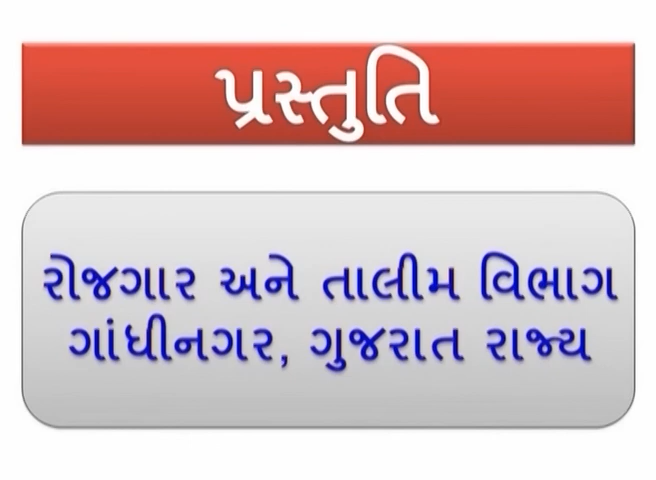 પ્રસ્તુતિ
રોજગાર અને તાલીમ વિભાગ
ગાંધીનગર, ગુજરાત રાજ્ય